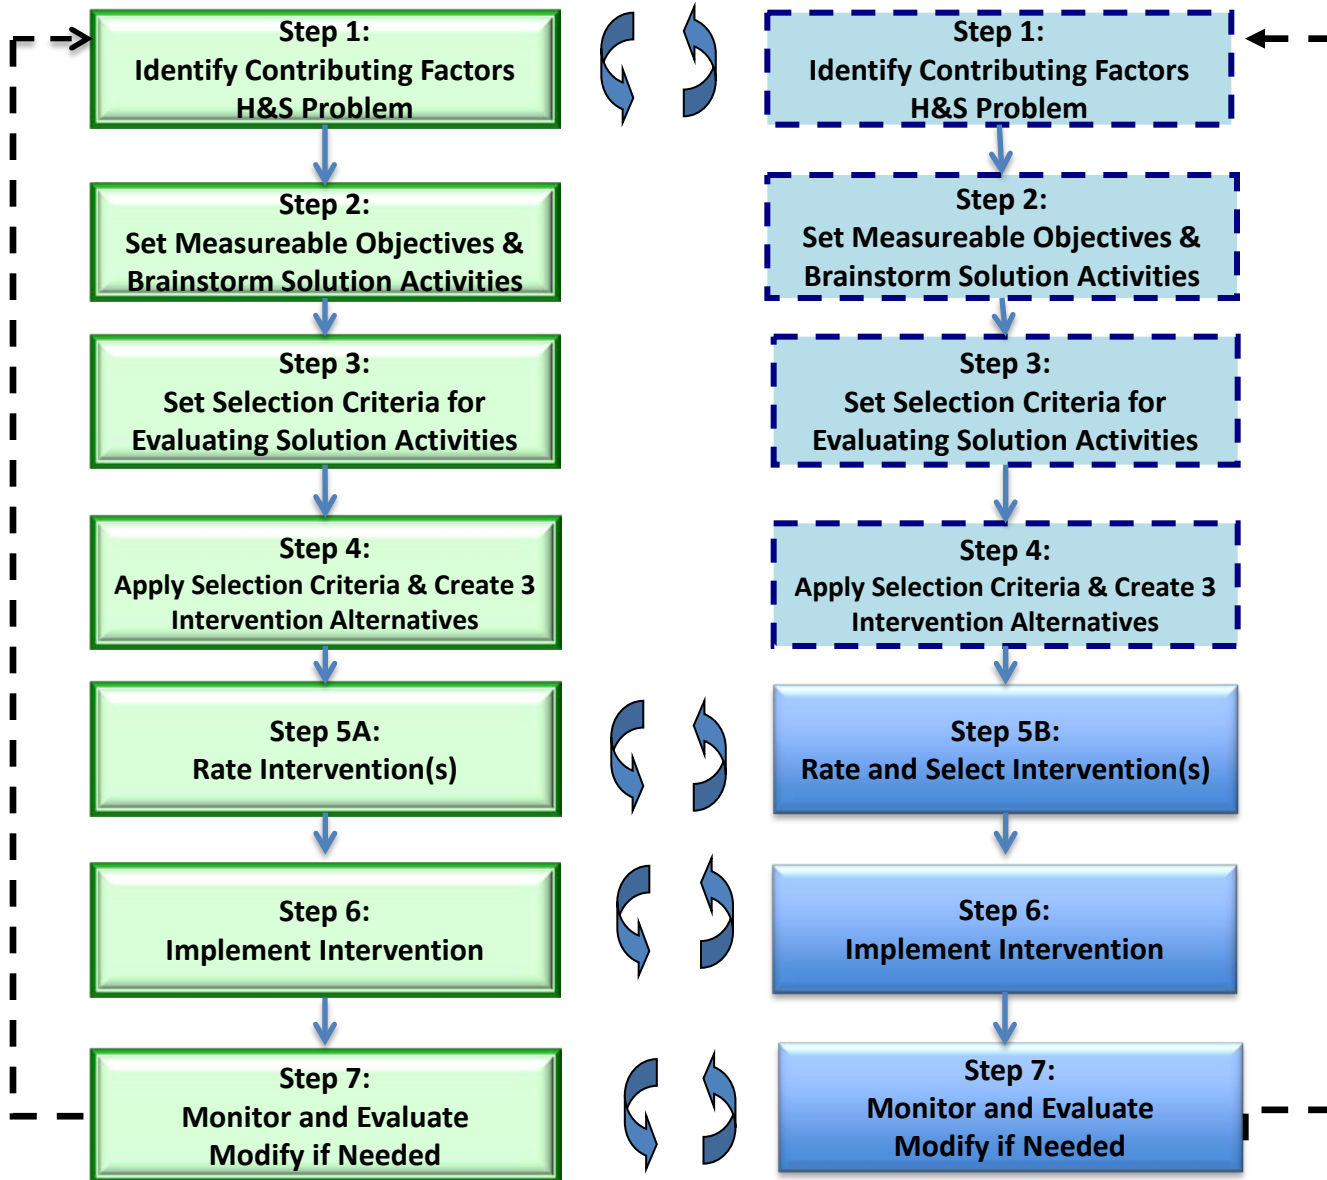 Step 1:
Identify Contributing Factors
H&S Problem
Step 2:
Set Measureable Objectives &
Brainstorm Solution Activities
Step 3:
Set Selection Criteria for
Evaluating Solution Activities
Step 4:
Apply Selection Criteria & Create 3
Intervention Alternatives
Step 5A:
Rate Intervention(s)
Step 6:
Implement Intervention
Step 7:
Monitor and Evaluate
Modify if Needed
Step 1:
Identify Contributing Factors
H&S Problem
Step 2:
Set Measureable Objectives &
Brainstorm Solution Activities
Step 3:
Set Selection Criteria for
Evaluating Solution Activities
Step 4:
Apply Selection Criteria & Create 3
Intervention Alternatives
Step 5B:
Rate and Select Intervention(s)
Step 6:
Implement Intervention
Step 7:
Monitor and Evaluate
Modify if Needed